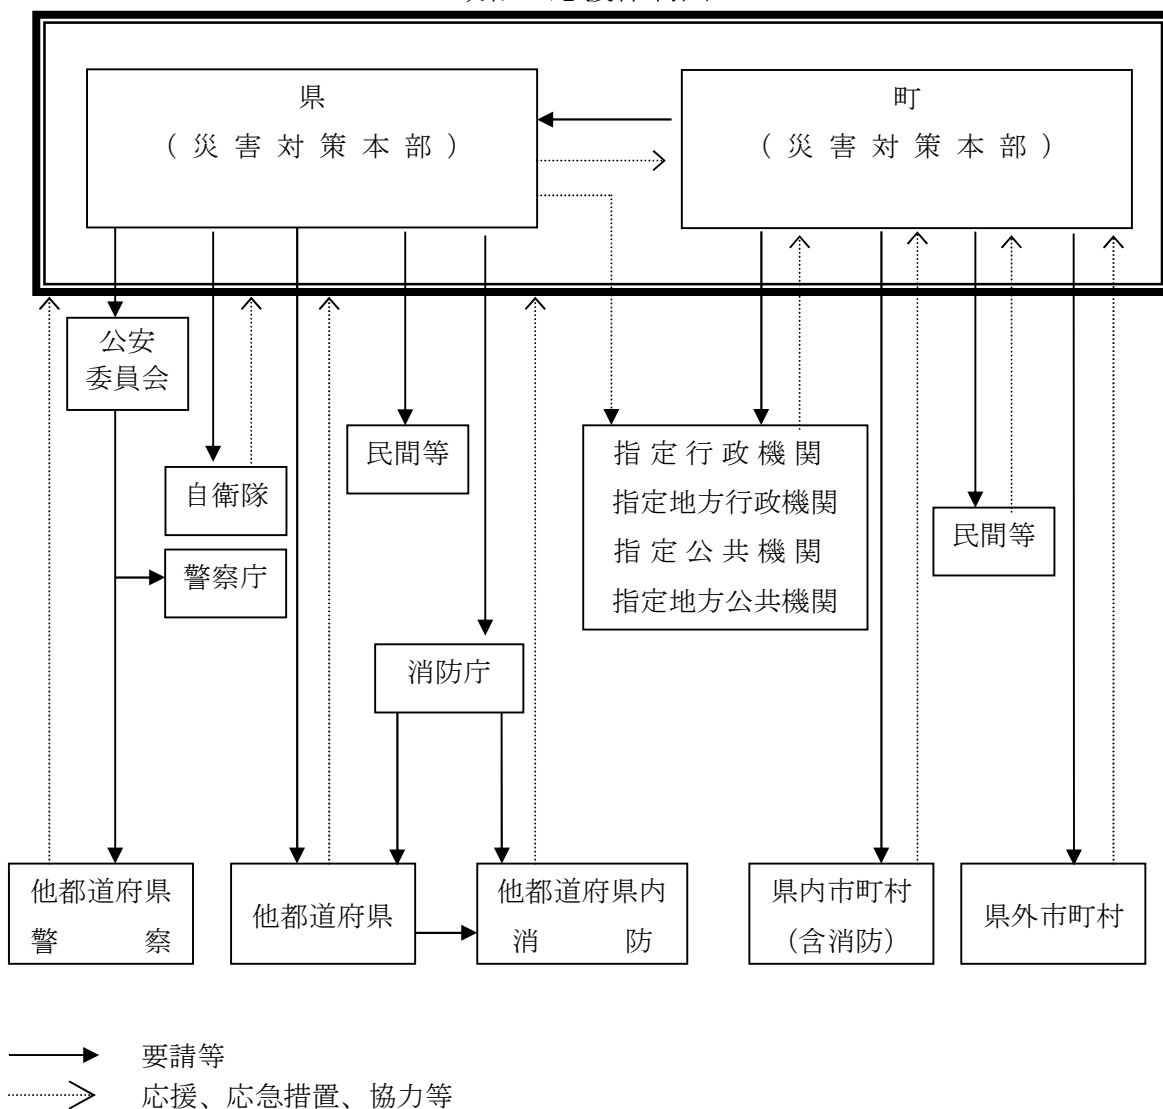 県
（災害対策本部）
町
（災害対策本部）
公安
委員会
自衛隊
警察庁
民間等
指定行政機関
指定地方行政機関
指定公共機関
指定地方公共機関
民間等
消防庁
他都道府県
警察
他都道府県
他都道府県内
消防
県内市町村
（含消防）
県外市町村
要請等
応援、応急措置、協力等